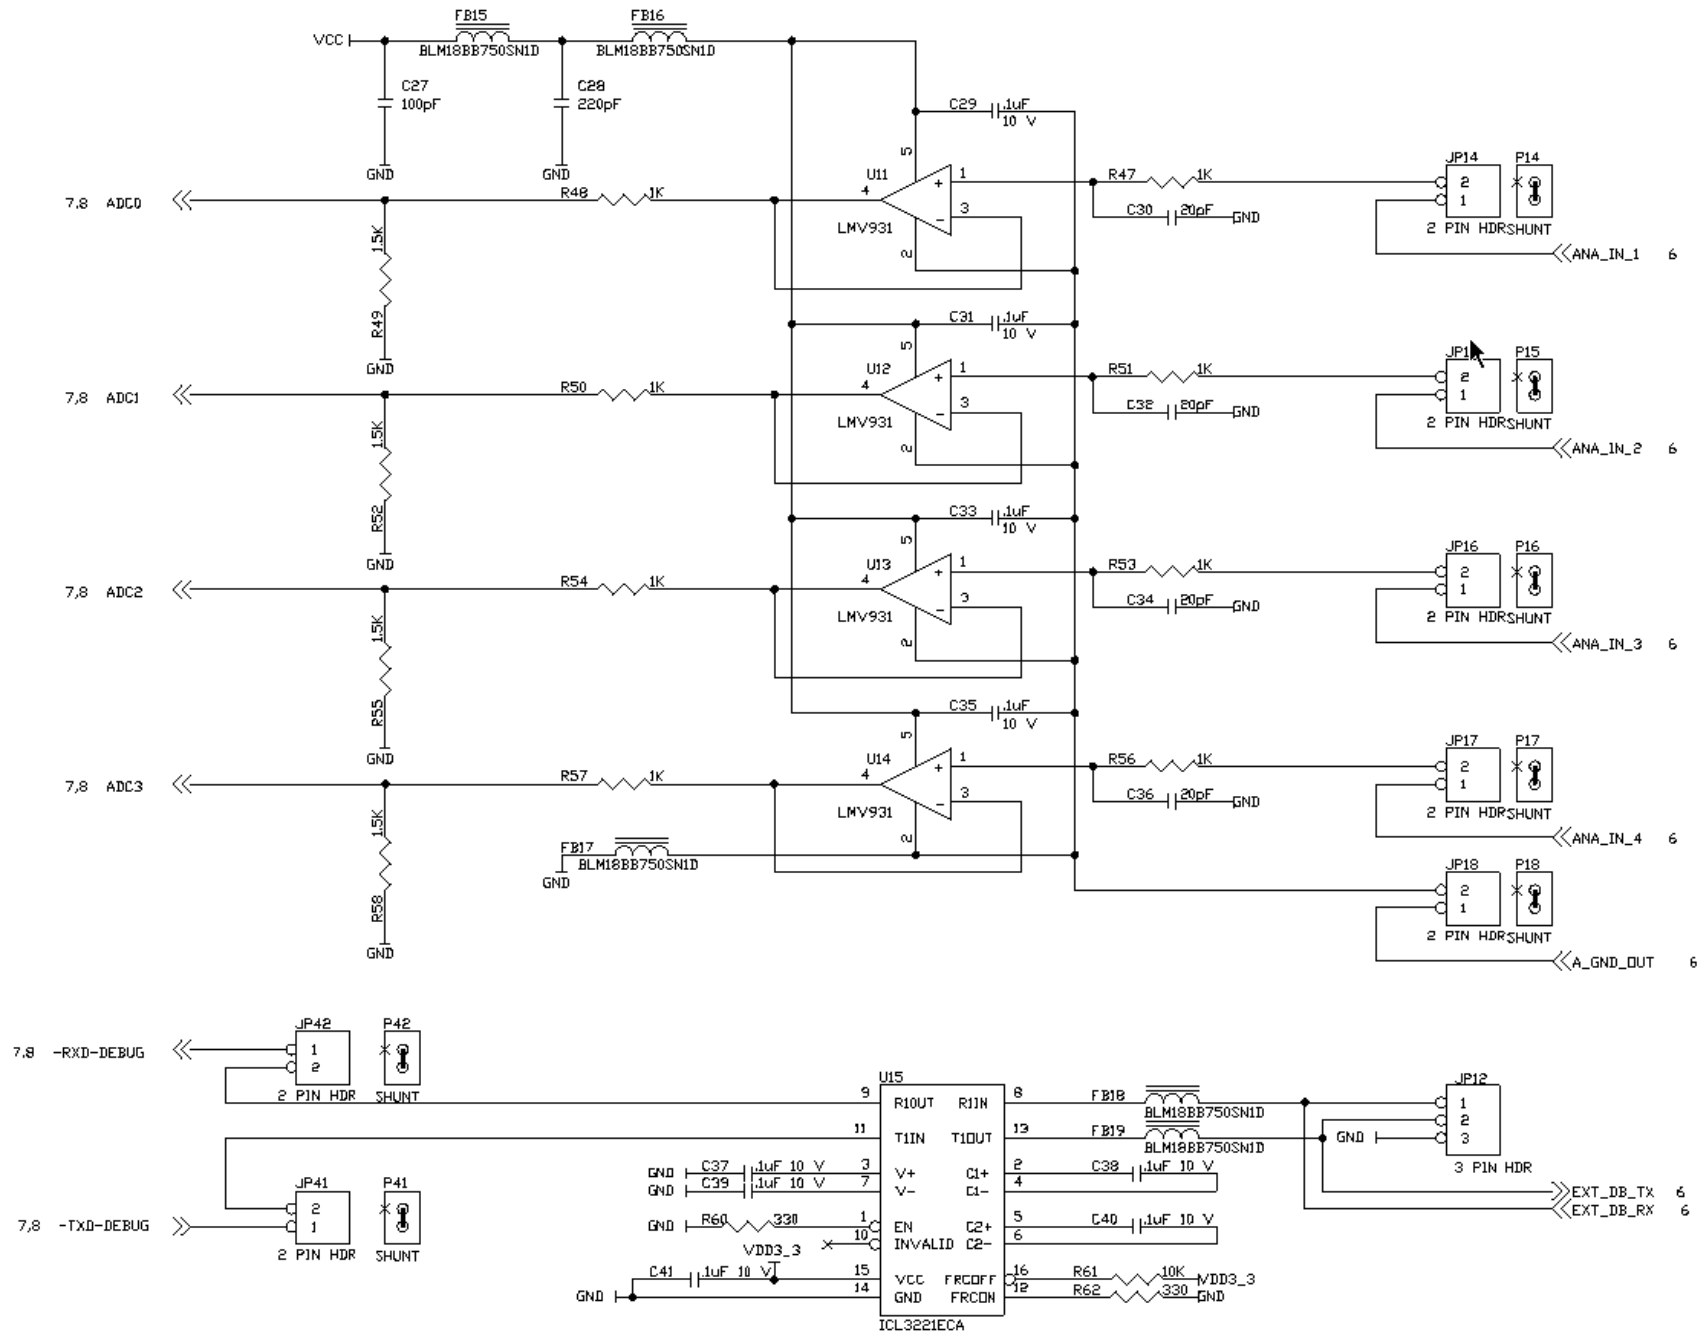 FB15
FB16
VCC
BLM18BB750SN1D
BLM18BB750SN1D
C27
100pF
C28
220pF
C29
.1uF
10 V
GND
GND
5
U11
4
LMV931
+
-
1
3
2
R47
1K
C30
20pF
GND
JP14
2
1
2 PIN HDR
P14
SHUNT
7,8 ADC0
R48
1K
1.5K
R49
GND
ANA_IN_1 6
C31
.1uF
10 V
5
U12
4
LMV931
+
-
1
3
2
R51
1K
C32
20pF
GND
2
1
2 PIN HDR
P15
SHUNT
7,8 ADC1
R50
1K
1.5K
R52
GND
ANA_IN_2 6
C33
.1uF
10 V
5
U13
4
LMV931
+
-
1
3
2
R53
1K
C34
20pF
GND
JP16
2
1
2 PIN HDR
P16
SHUNT
7,8 ADC2
R54
1K
1.5K
R55
GND
ANA_IN_3 6
C35
.1uF
10 V
5
U14
4
LMV931
+
-
1
3
2
R56
1K
C36
20pF
GND
JP17
2
1
2 PIN HDR
P17
SHUNT
7,8 ADC3
R57
1K
1.5K
R58
GND
ANA_IN_4 6
FB17
BLM18BB750SN1D
GND
JP18
2
1
2 PIN HDR
P18
SHUNT
A_GND_OUT 6
JP42
1
2
2 PIN HDR
P42
SHUNT
7,8 -RXD-DEBUG
JP41
2
1
2 PIN HDR
P41
SHUNT
7,8 -TXD-DEBUG
U15
9 R1OUT R1IN 8
11 T1IN T1OUT 13
3 V+ C1+ 2
7 V- C1- 4
1 EN C2+ 5
10 INVALID C2- 6
15 VCC FRCOFF 16
14 GND FRCON 12
ICL3221ECA
GND C37 .1uF 10 V
GND C39 .1uF 10 V
GND R60 330
VDD3_3
C41 .1uF 10 V
GND
FB18
BLM18BB750SN1D
FB19
BLM18BB750SN1D
C38 .1uF 10 V
C40 .1uF 10 V
R61 10K VDD3_3
R62 330 GND
JP12
1
2
3
GND
3 PIN HDR
EXT_DB_TX 6
EXT_DB_RX 6